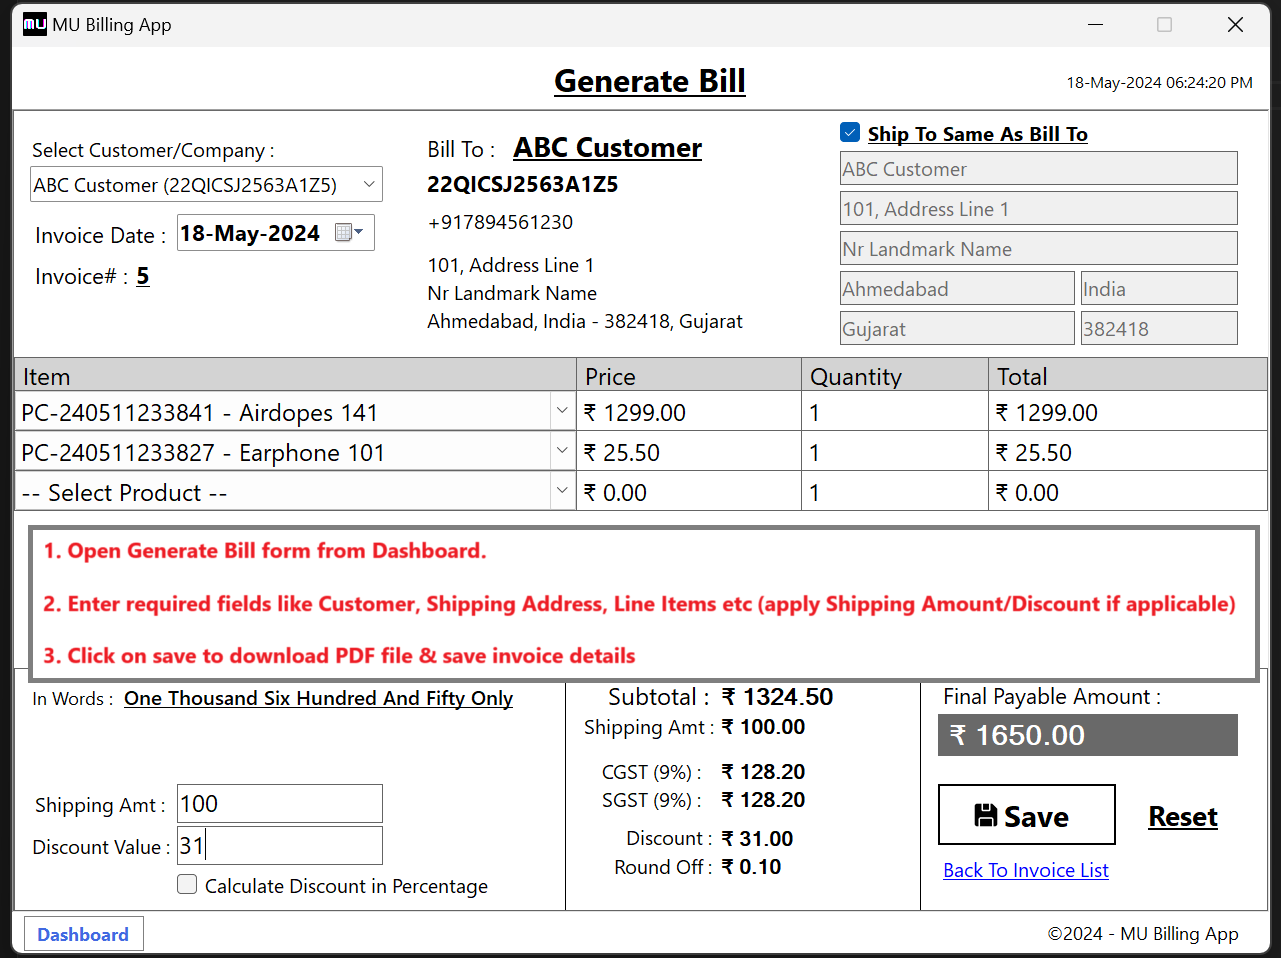 mu MU Billing App
Generate Bill
18-May-2024 06:24:20 PM
Select Customer/Company :
ABC Customer (22QICSJ2563A1Z5)
Invoice Date : 18-May-2024
Invoice# : 5
Bill To : ABC Customer
22QICSJ2563A1Z5
+917894561230
101, Address Line 1
Nr Landmark Name
Ahmedabad, India - 382418, Gujarat
Ship To Same As Bill To
ABC Customer
101, Address Line 1
Nr Landmark Name
Ahmedabad India
Gujarat 382418
Item Price Quantity Total
PC-240511233841 - Airdopes 141 ₹ 1299.00 1 ₹ 1299.00
PC-240511233827 - Earphone 101 ₹ 25.50 1 ₹ 25.50
-- Select Product -- ₹ 0.00 1 ₹ 0.00
1. Open Generate Bill form from Dashboard.
2. Enter required fields like Customer, Shipping Address, Line Items etc (apply Shipping Amount/Discount if applicable)
3. Click on save to download PDF file & save invoice details
In Words : One Thousand Six Hundred And Fifty Only
Shipping Amt : 100
Discount Value : 31
Calculate Discount in Percentage
Subtotal : ₹ 1324.50
Shipping Amt : ₹ 100.00
CGST (9%) : ₹ 128.20
SGST (9%) : ₹ 128.20
Discount : ₹ 31.00
Round Off : ₹ 0.10
Final Payable Amount :
₹ 1650.00
Save Reset
Back To Invoice List
Dashboard
©2024 - MU Billing App